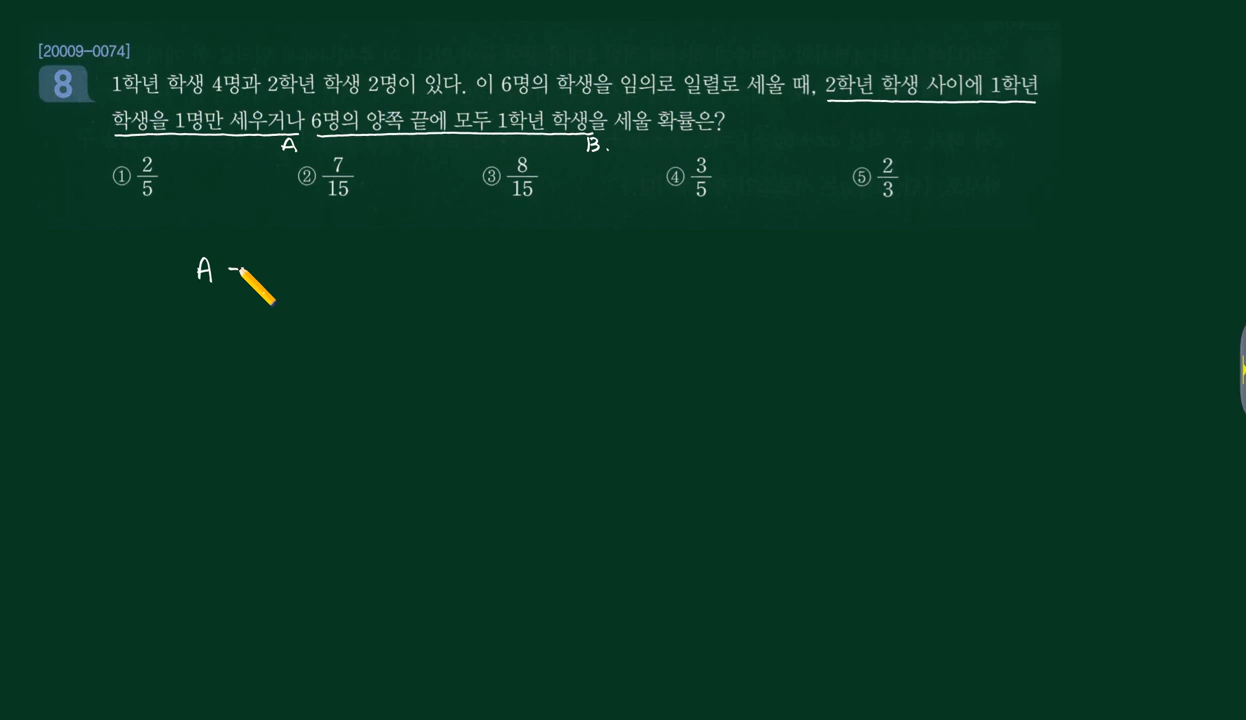 [20009-0074]
8 1학년 학생 4명과 2학년 학생 2명이 있다. 이 6명의 학생을 임의로 일렬로 세울 때, 2학년 학생 사이에 1학년
학생을 1명만 세우거나 6명의 양쪽 끝에 모두 1학년 학생을 세울 확률은?
A B.
① 2/5 ② 7/15 ③ 8/15 ④ 3/5 ⑤ 2/3
A -